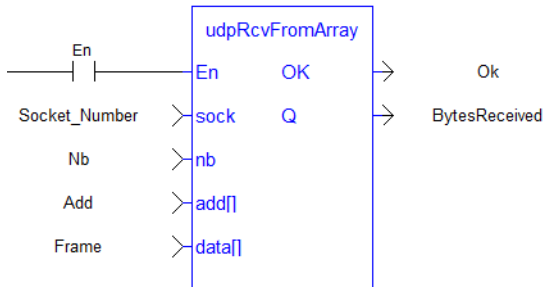 udpRcvFromArray
En
En OK Ok
Socket_Number sock Q BytesReceived
Nb nb
Add add[]
Frame data[]